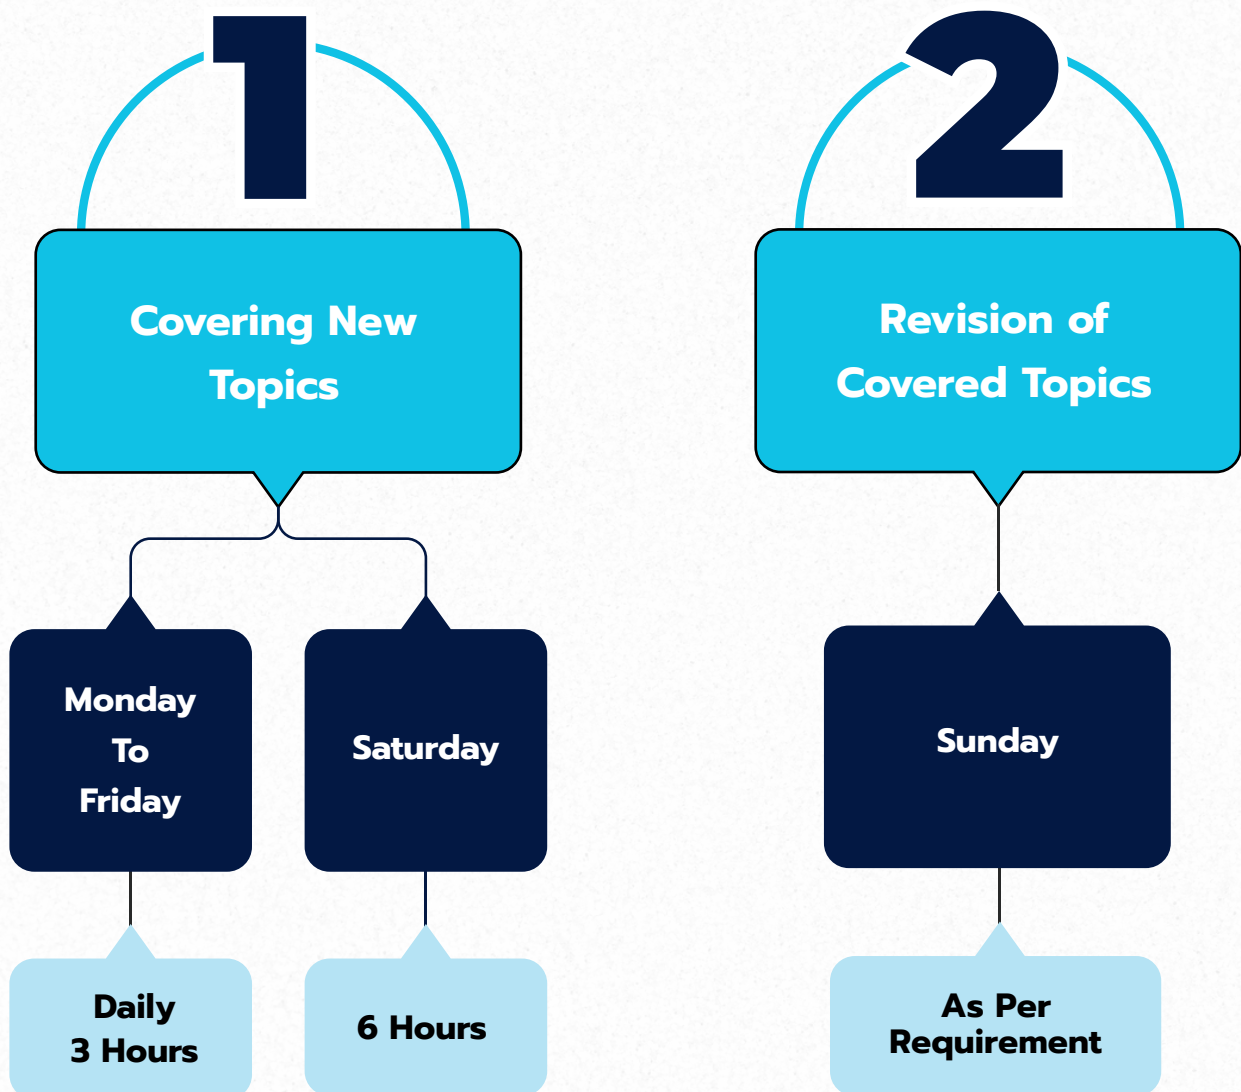 1
Covering New
Topics
Monday
To
Friday
Daily
3 Hours
Saturday
6 Hours
2
Revision of
Covered Topics
Sunday
As Per
Requirement